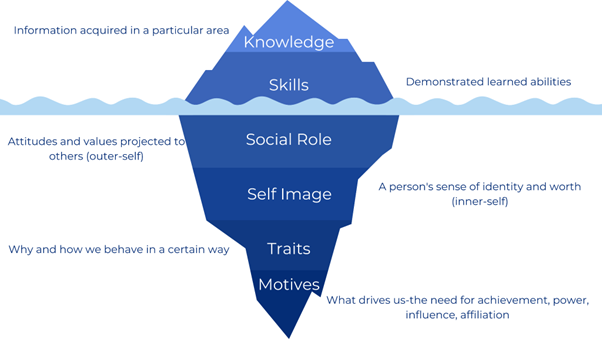 Information acquired in a particular area
Knowledge
Skills
Demonstrated learned abilities
Social Role
Attitudes and values projected to
others (outer-self)
Self Image
A person's sense of identity and worth
(inner-self)
Traits
Why and how we behave in a certain way
Motives
What drives us-the need for achievement, power,
influence, affiliation